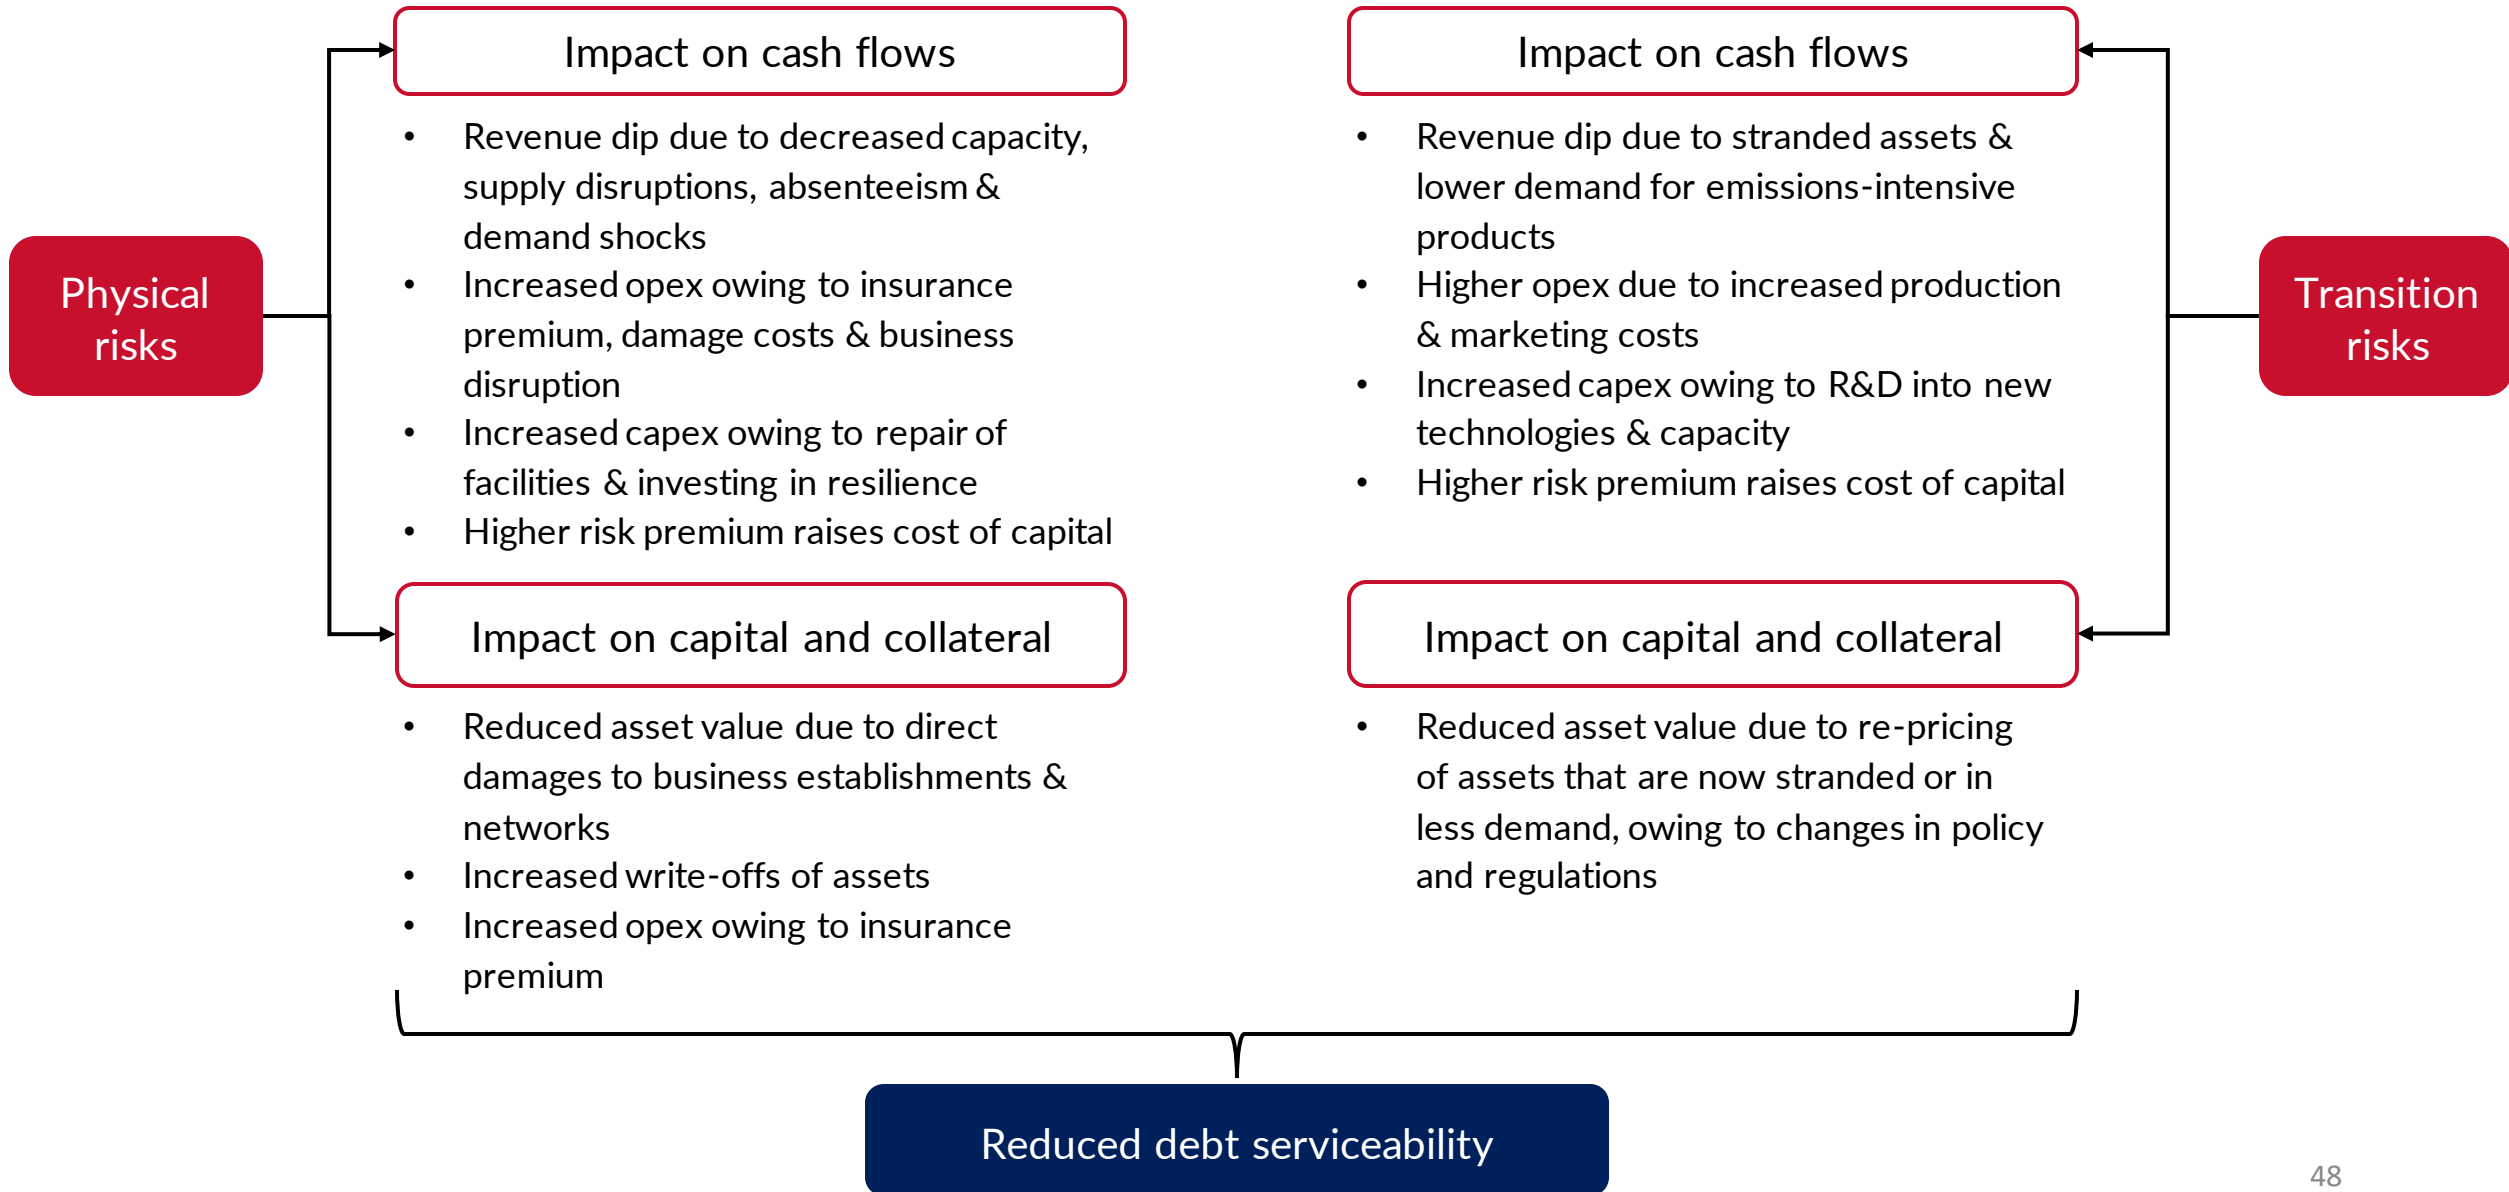 Physical
risks
Impact on cash flows
• Revenue dip due to decreased capacity,
supply disruptions, absenteeism &
demand shocks
• Increased opex owing to insurance
premium, damage costs & business
disruption
• Increased capex owing to repair of
facilities & investing in resilience
• Higher risk premium raises cost of capital
Impact on capital and collateral
• Reduced asset value due to direct
damages to business establishments &
networks
• Increased write-offs of assets
• Increased opex owing to insurance
premium
Impact on cash flows
• Revenue dip due to stranded assets &
lower demand for emissions-intensive
products
• Higher opex due to increased production
& marketing costs
• Increased capex owing to R&D into new
technologies & capacity
• Higher risk premium raises cost of capital
Impact on capital and collateral
• Reduced asset value due to re-pricing
of assets that are now stranded or in
less demand, owing to changes in policy
and regulations
Transition
risks
Reduced debt serviceability
48